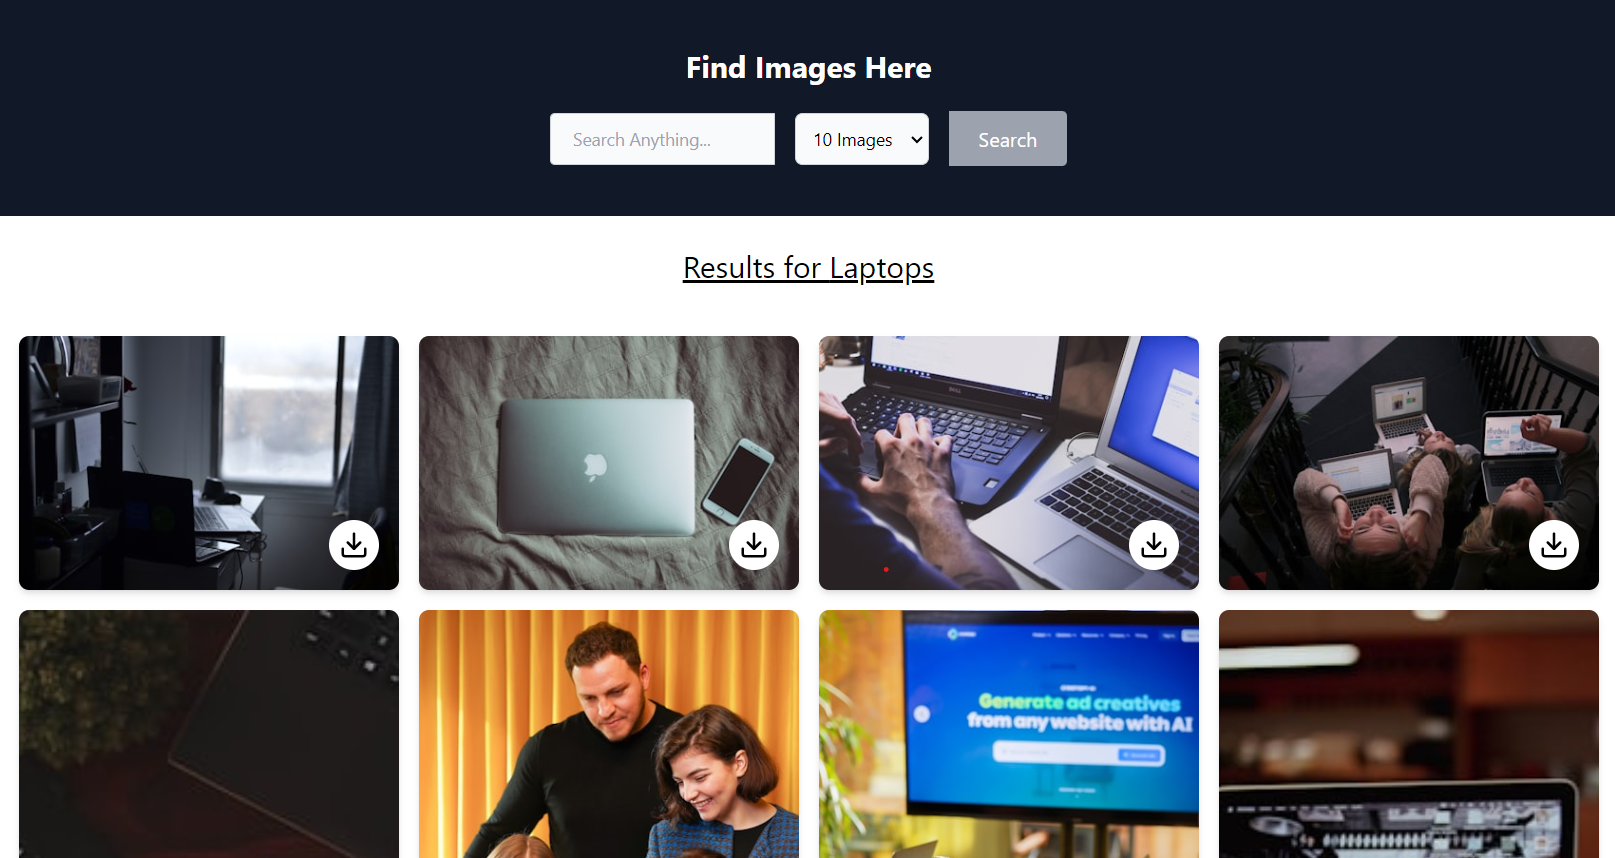 Find Images Here
Search Anything...
10 Images
Search
Results for Laptops
DELL
Generate ad creatives
from any website with AI